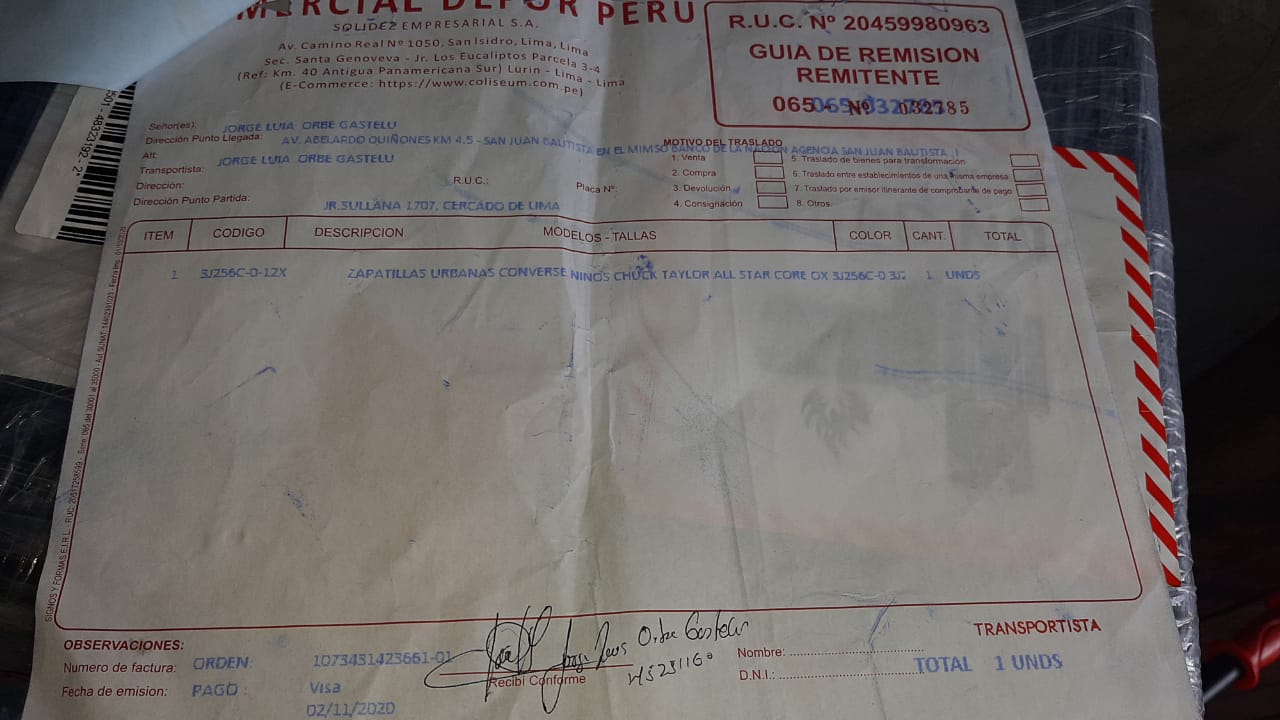 MERCIAL DEPOR PERU
SOLIDEZ EMPRESARIAL S.A.
Av. Camino Real Nº 1050, San Isidro, Lima, Lima
Sec. Santa Genoveva - Jr. Los Eucaliptos Parcela 3-4
(Ref: Km. 40 Antigua Panamericana Sur) Lurin - Lima - Lima
(E-Commerce: https://www.coliseum.com.pe)
R.U.C. Nº 20459980963
GUIA DE REMISION
REMITENTE
065 Nº 032785
Señor(es): JORGE LUIA ORBE GASTELU
Dirección Punto Llegada: AV. ABELARDO QUIÑONES KM 4.5 - SAN JUAN BAUTISTA EN EL MIMSO BANCO DE LA NACION AGENCIA SAN JUAN BAUTISTA ,!
Att: JORGE LUIA ORBE GASTELU
Transportista:
Dirección: R.U.C.: Placa Nº:
Dirección Punto Partida: JR.SULLANA 1707, CERCADO DE LIMA
MOTIVO DEL TRASLADO
1. Venta
2. Compra
3. Devolución
4. Consignación
5. Traslado de bienes para transformación
6. Traslado entre establecimientos de una misma empresa
7. Traslado por emisor itinerante de comprobante de pago
8. Otros
ITEM CODIGO DESCRIPCION MODELOS - TALLAS COLOR CANT. TOTAL
1 3J256C-0-12X ZAPATILLAS URBANAS CONVERSE NINOS CHUCK TAYLOR ALL STAR CORE OX 3J256C-0 3J2 1 UNDS
OBSERVACIONES:
Numero de factura: ORDEN: 1073431423661-01
Fecha de emision: PAGO : Visa
02/11/2020
Orbe Gastelu
Recibi Conforme
TRANSPORTISTA
Nombre:
D.N.I.:
TOTAL 1 UNDS